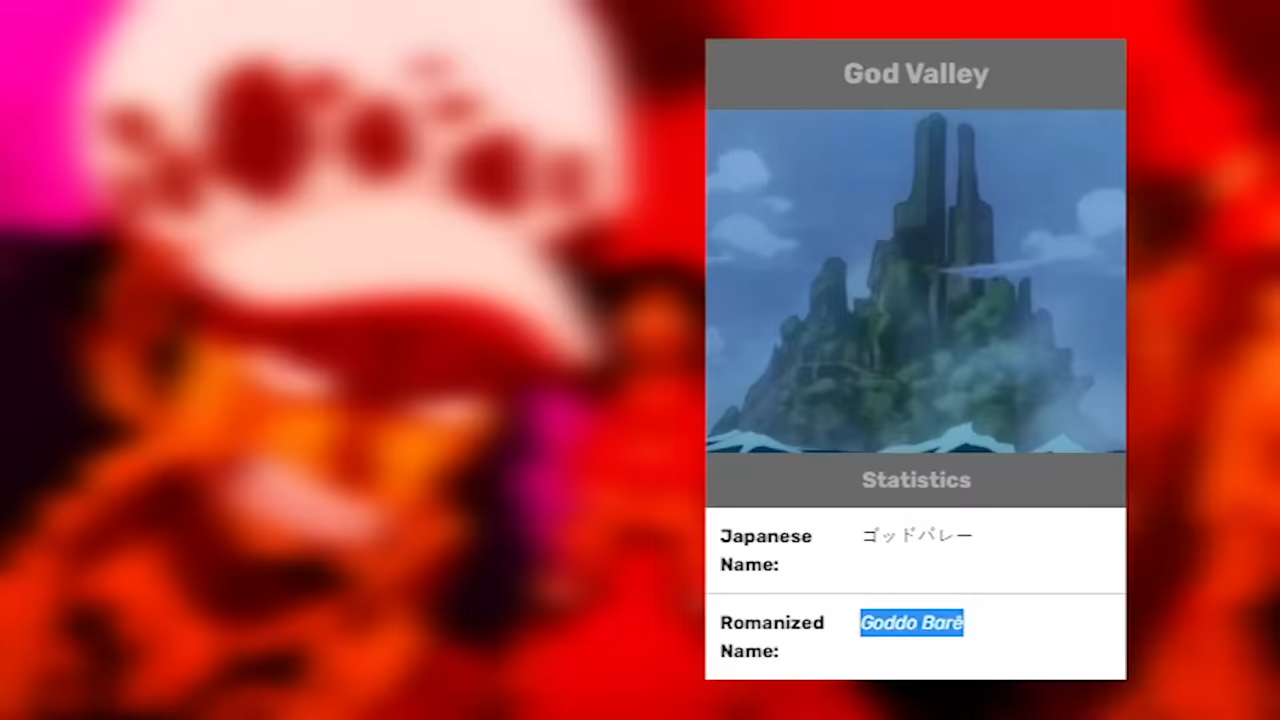 God Valley
Statistics
Japanese Name:
ゴッドバレー
Romanized Name:
Goddo Barē